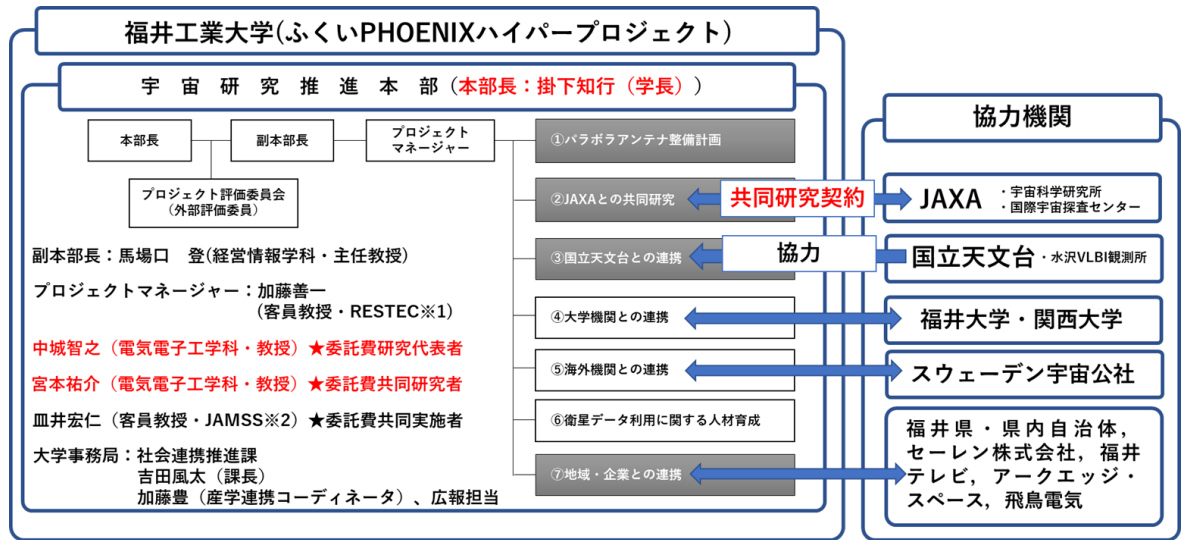 福井工業大学(ふくいPHOENIXハイパープロジェクト)
宇宙研究推進本部（本部長：掛下知行（学長））
本部長
副本部長
プロジェクト
マネージャー
プロジェクト評価委員会
（外部評価委員）
副本部長：馬場口　登(経営情報学科・主任教授)
プロジェクトマネージャー：加藤善一
(客員教授・RESTEC※1)
中城智之（電気電子工学科・教授）★委託費研究代表者
宮本祐介（電気電子工学科・教授）★委託費共同研究者
皿井宏仁（客員教授・JAMSS※2）★委託費共同実施者
大学事務局：社会連携推進課
吉田風太（課長）
加藤豊（産学連携コーディネータ）、広報担当
①パラボラアンテナ整備計画
②JAXAとの共同研究
③国立天文台との連携
④大学機関との連携
⑤海外機関との連携
⑥衛星データ利用に関する人材育成
⑦地域・企業との連携
共同研究契約
協力
協力機関
JAXA
・宇宙科学研究所
・国際宇宙探査センター
国立天文台・水沢VLBI観測所
福井大学・関西大学
スウェーデン宇宙公社
福井県・県内自治体，
セーレン株式会社，福井
テレビ，アークエッジ・
スペース，飛鳥電気